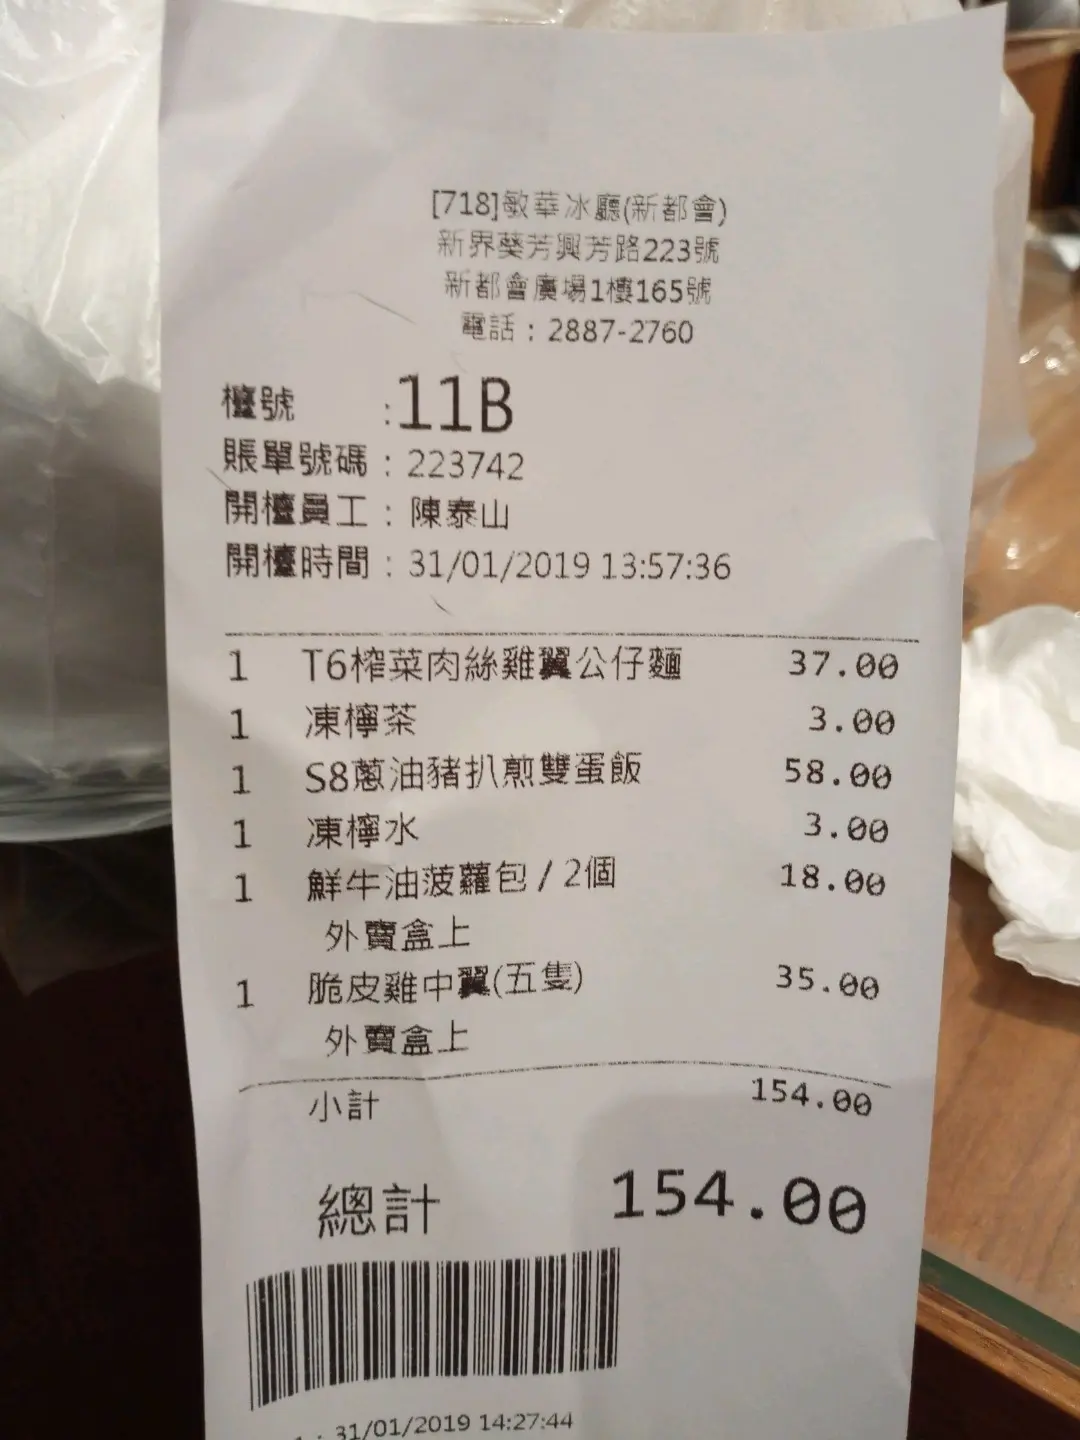 [718]敏華冰廳(新都會)
新界葵芳興芳路223號
新都會廣場1樓165號
電話：2887-2760
檯號 :11B
賬單號碼：223742
開檯員工：陳泰山
開檯時間：31/01/2019 13:57:36
1 T6榨菜肉絲雞翼公仔麵 37.00
1 凍檸茶 3.00
1 S8蔥油豬扒煎雙蛋飯 58.00
1 凍檸水 3.00
1 鮮牛油菠蘿包 / 2個 18.00
外賣盒上
1 脆皮雞中翼(五隻) 35.00
外賣盒上
小計 154.00
總計 154.00
: 31/01/2019 14:27:44